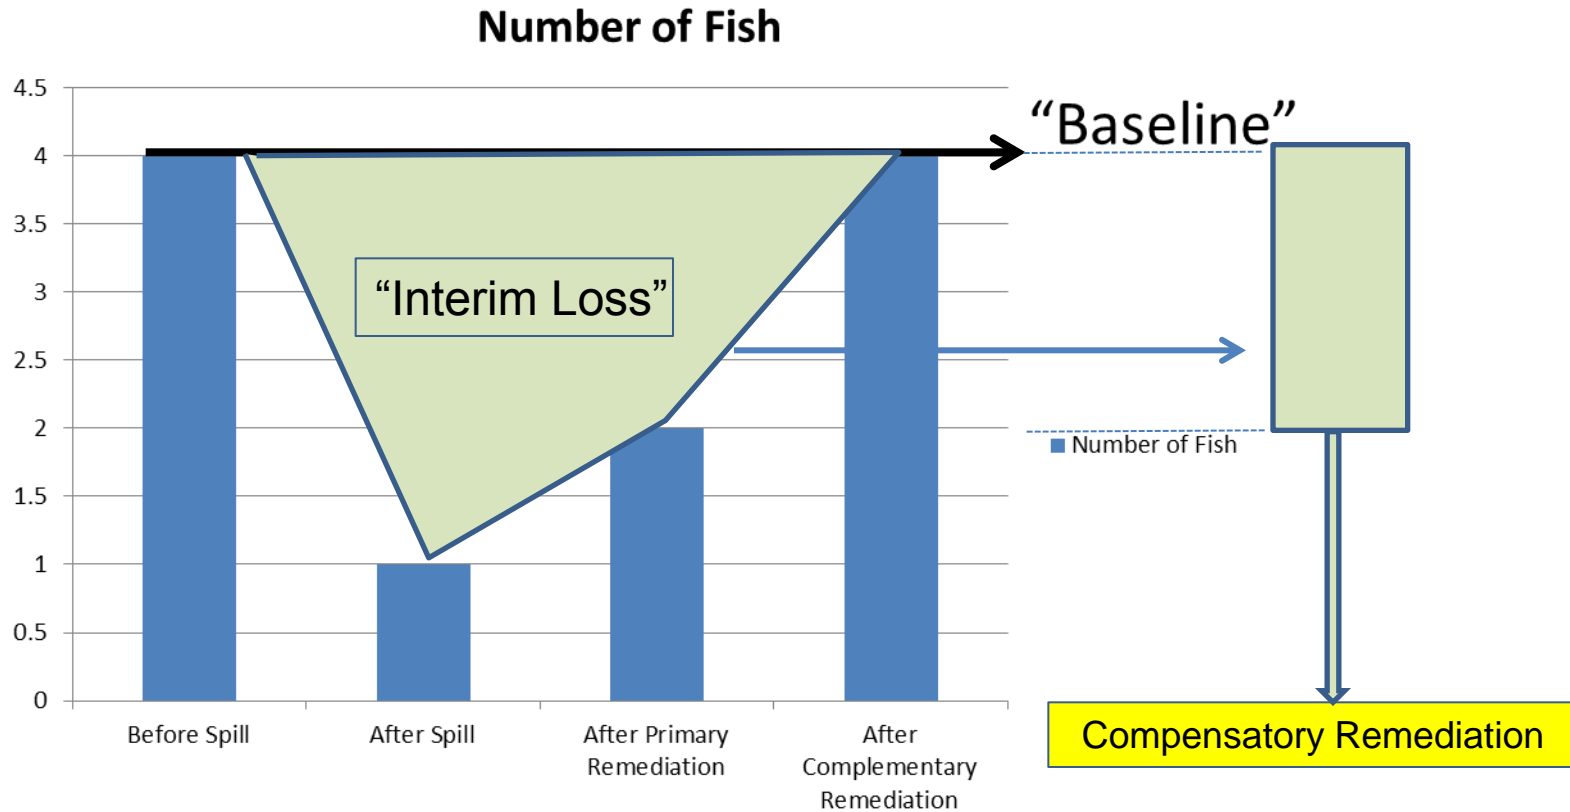 Number of Fish
4.5
4
3.5
3
2.5
2
1.5
1
0.5
0
“Baseline”
“Interim Loss”
Number of Fish
Before Spill
After Spill
After Primary
Remediation
After
Complementary
Remediation
Compensatory Remediation